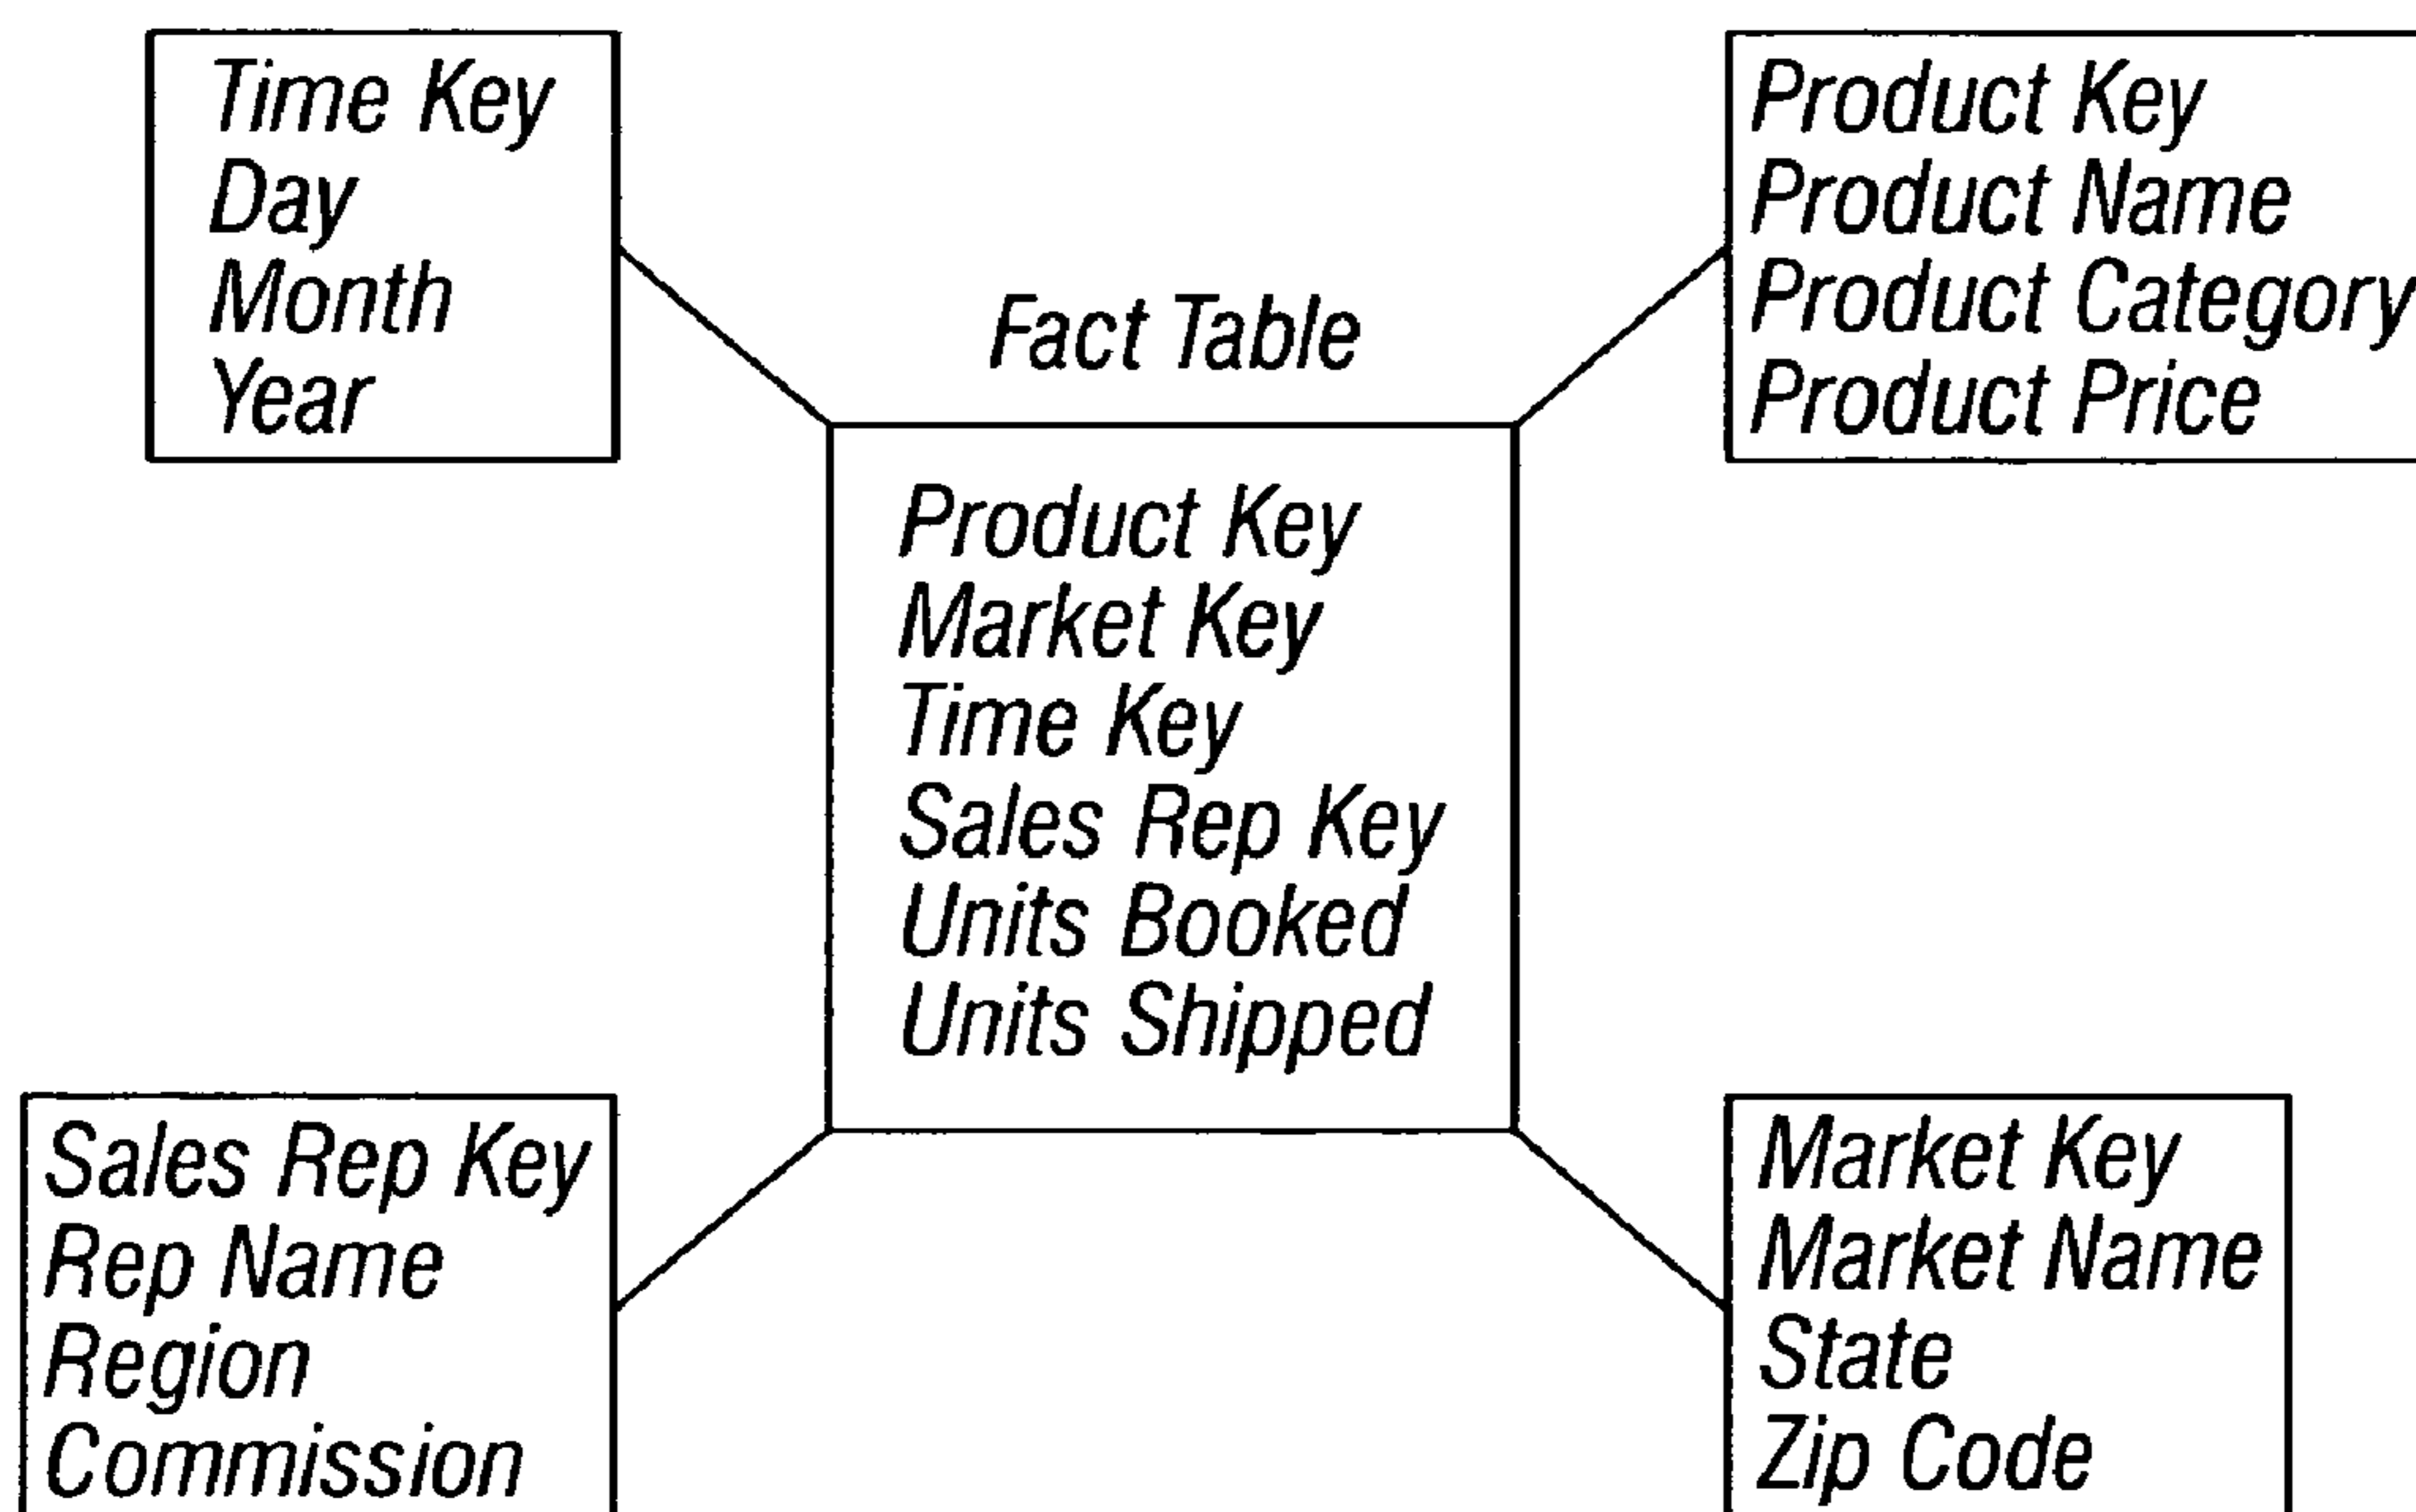 Time Key
Day
Month
Year
Product Key
Product Name
Product Category
Product Price
Fact Table
Product Key
Market Key
Time Key
Sales Rep Key
Units Booked
Units Shipped
Sales Rep Key
Rep Name
Region
Commission
Market Key
Market Name
State
Zip Code